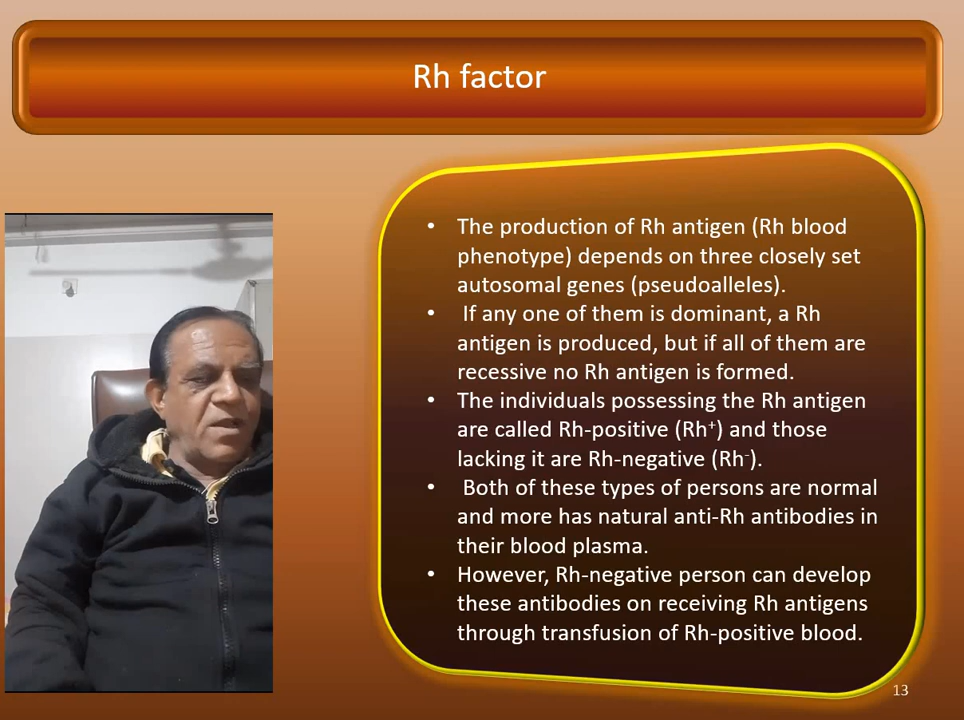 Rh factor
• The production of Rh antigen (Rh blood
phenotype) depends on three closely set
autosomal genes (pseudoalleles).
• If any one of them is dominant, a Rh
antigen is produced, but if all of them are
recessive no Rh antigen is formed.
• The individuals possessing the Rh antigen
are called Rh-positive (Rh⁺) and those
lacking it are Rh-negative (Rh⁻).
• Both of these types of persons are normal
and more has natural anti-Rh antibodies in
their blood plasma.
• However, Rh-negative person can develop
these antibodies on receiving Rh antigens
through transfusion of Rh-positive blood.
13